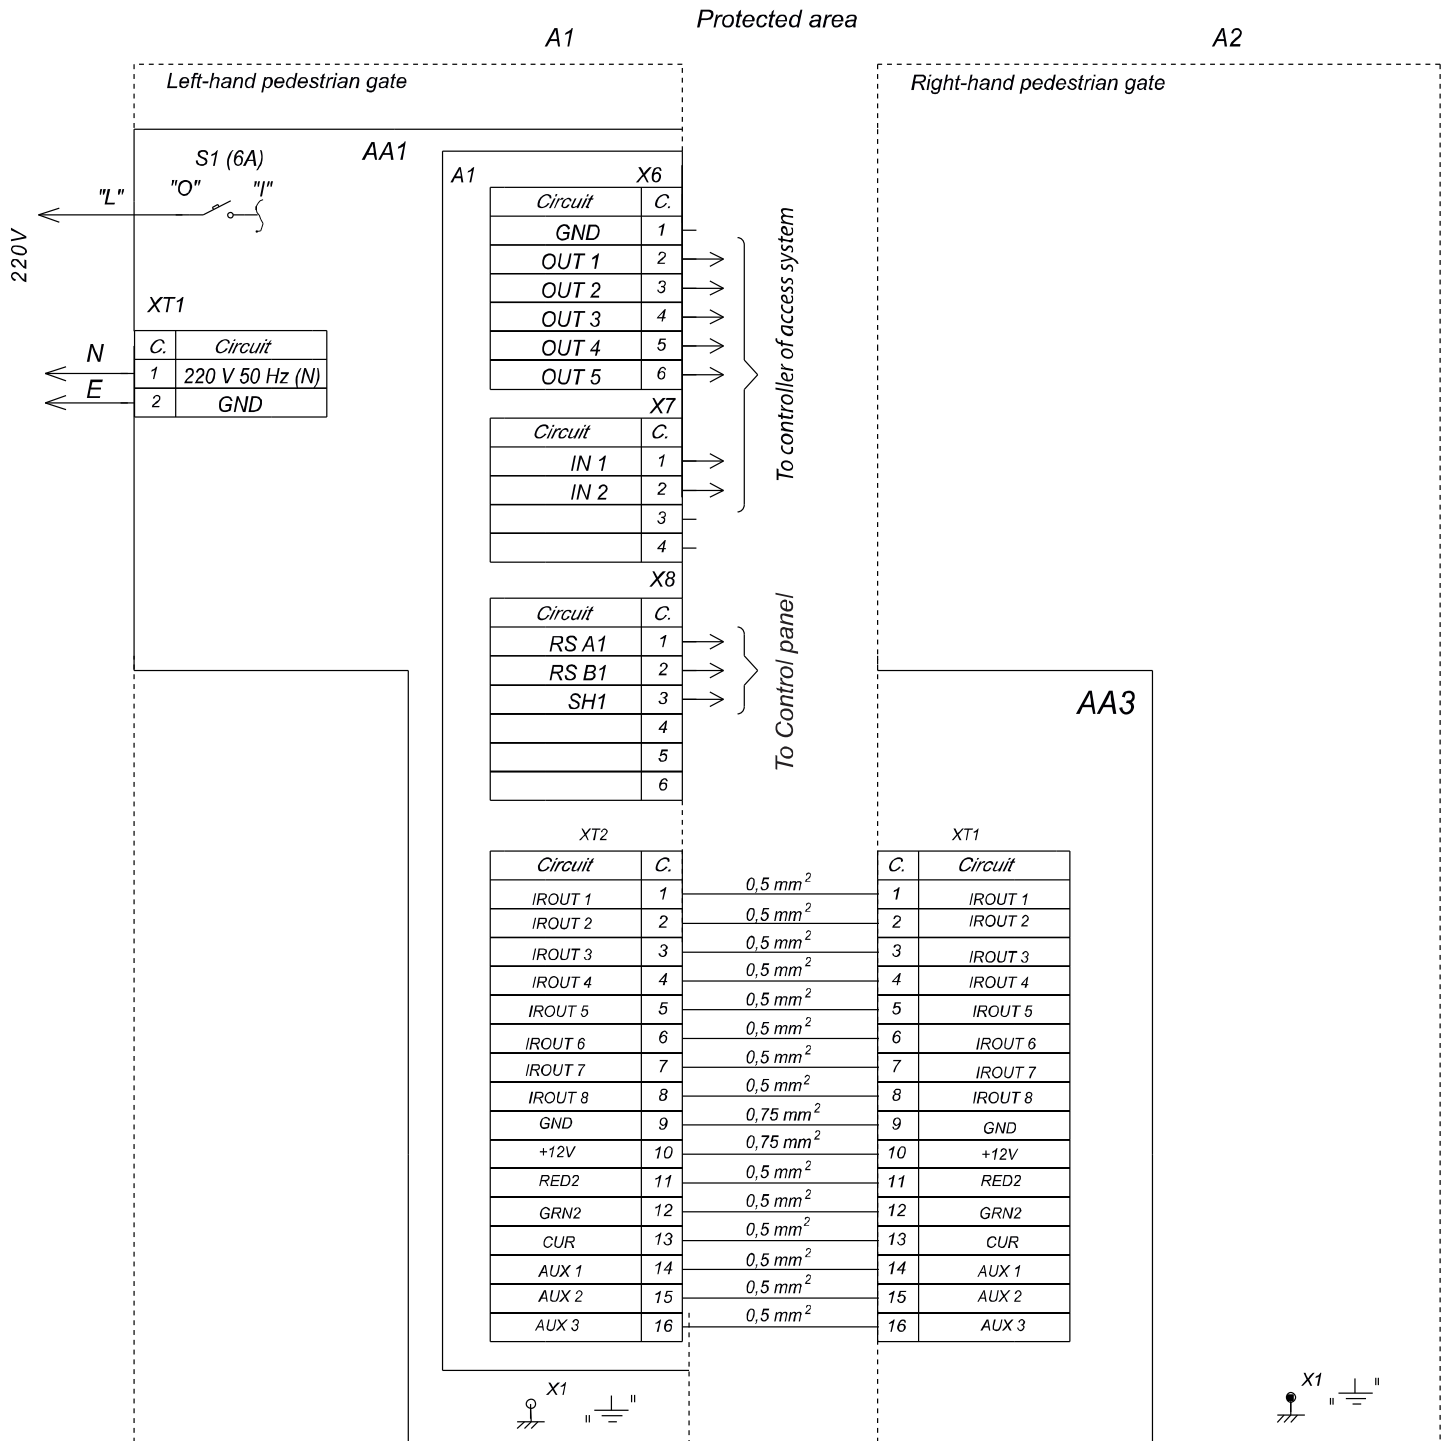 Protected area
A1
A2
Left-hand pedestrian gate
Right-hand pedestrian gate
AA1
S1 (6A)
"L"
"O"
"I"
220V
XT1
C. Circuit
N
1 220 V 50 Hz (N)
E
2 GND
A1
X6
Circuit C.
GND 1
OUT 1 2
OUT 2 3
OUT 3 4
OUT 4 5
OUT 5 6
X7
Circuit C.
IN 1 1
IN 2 2
3
4
To controller of access system
X8
Circuit C.
RS A1 1
RS B1 2
SH1 3
4
5
6
To Control panel
AA3
XT2
XT1
Circuit C. C. Circuit
IROUT 1 1 0,5 mm² 1 IROUT 1
IROUT 2 2 0,5 mm² 2 IROUT 2
IROUT 3 3 0,5 mm² 3 IROUT 3
IROUT 4 4 0,5 mm² 4 IROUT 4
IROUT 5 5 0,5 mm² 5 IROUT 5
IROUT 6 6 0,5 mm² 6 IROUT 6
IROUT 7 7 0,5 mm² 7 IROUT 7
IROUT 8 8 0,5 mm² 8 IROUT 8
GND 9 0,75 mm² 9 GND
+12V 10 0,75 mm² 10 +12V
RED2 11 0,5 mm² 11 RED2
GRN2 12 0,5 mm² 12 GRN2
CUR 13 0,5 mm² 13 CUR
AUX 1 14 0,5 mm² 14 AUX 1
AUX 2 15 0,5 mm² 15 AUX 2
AUX 3 16 0,5 mm² 16 AUX 3
X1
X1